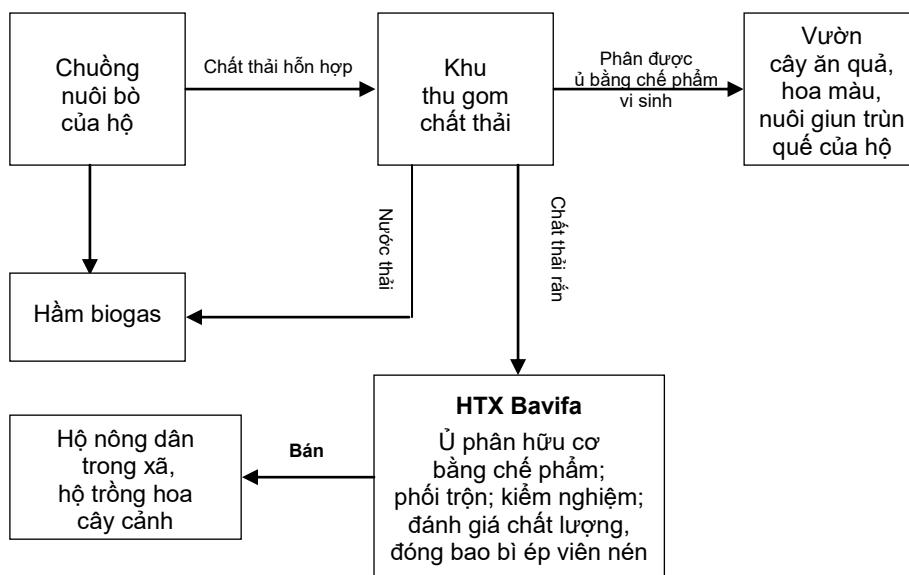 Chuồng
nuôi bò
của hộ
Chất thải hỗn hợp
Khu
thu gom
chất thải
Phân được
ủ bằng chế phẩm
vi sinh
Vườn
cây ăn quả,
hoa màu,
nuôi giun trùn
quế của hộ
Nước thải
Chất thải rắn
Hầm biogas
HTX Bavifa
Ủ phân hữu cơ
bằng chế phẩm;
phối trộn; kiểm nghiệm;
đánh giá chất lượng,
đóng bao bì ép viên nén
Bán
Hộ nông dân
trong xã,
hộ trồng hoa
cây cảnh